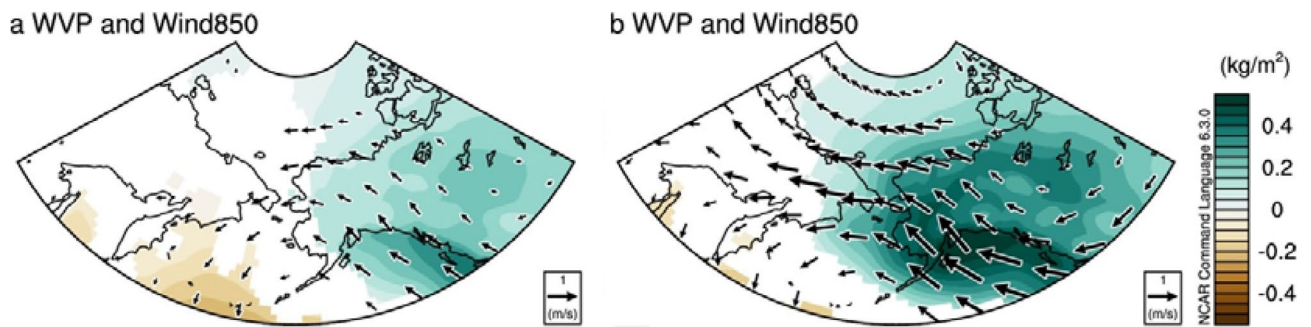 a WVP and Wind850
1
(m/s)
b WVP and Wind850
1
(m/s)
NCAR Command Language 6.3.0
(kg/m²)
0.4
0.2
0
-0.2
-0.4